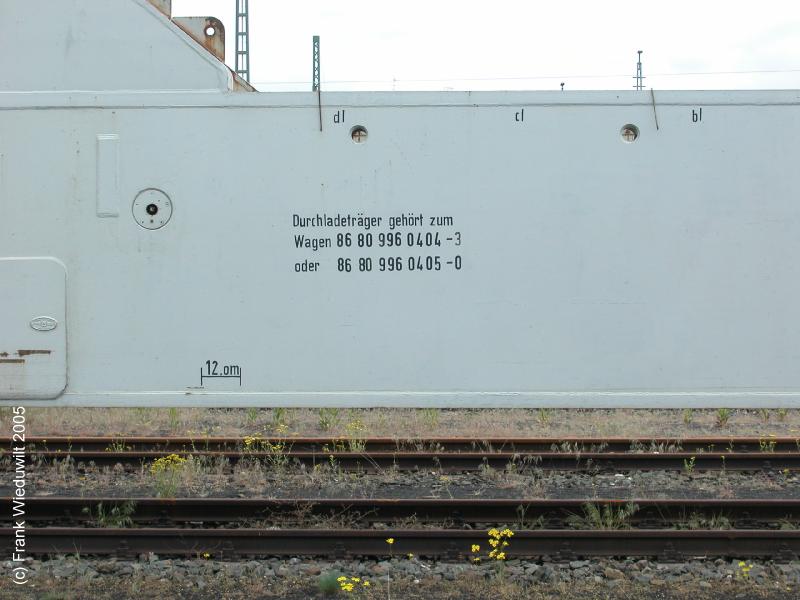 dl cl bl
Durchladeträger gehört zum
Wagen 86 80 996 0404 -3
oder 86 80 996 0405 -0
12.om
(c) Frank Wieduwilt 2005